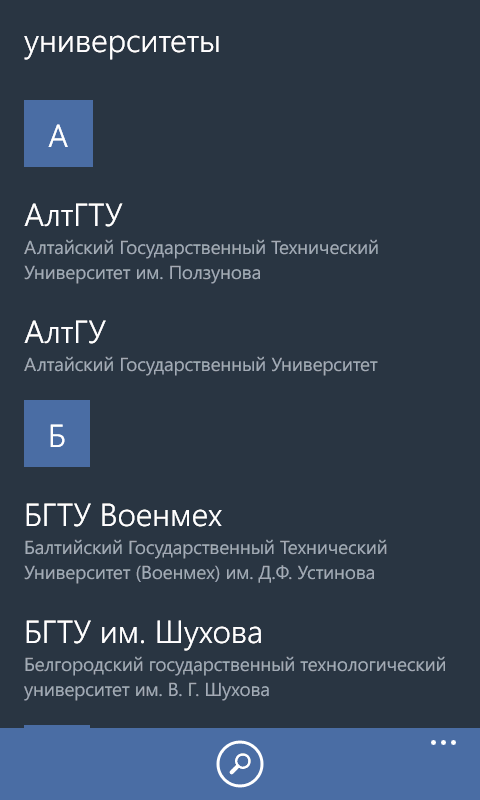 университеты
А
АлтГТУ
Алтайский Государственный Технический
Университет им. Ползунова
АлтГУ
Алтайский Государственный Университет
Б
БГТУ Военмех
Балтийский Государственный Технический
Университет (Военмех) им. Д.Ф. Устинова
БГТУ им. Шухова
Белгородский государственный технологический
университет им. В. Г. Шухова